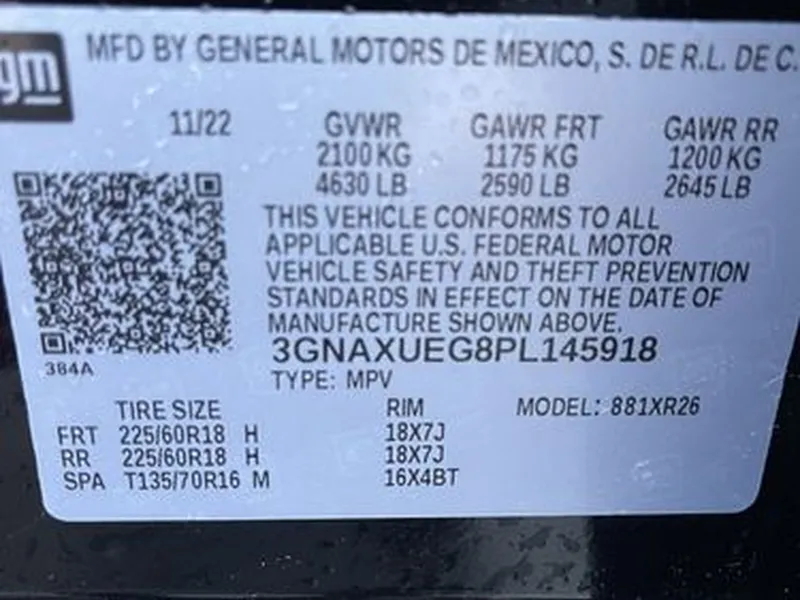 gm
MFD BY GENERAL MOTORS DE MEXICO, S. DE R.L. DE C.
11/22 GVWR GAWR FRT GAWR RR
2100 KG 1175 KG 1200 KG
4630 LB 2590 LB 2645 LB
THIS VEHICLE CONFORMS TO ALL
APPLICABLE U.S. FEDERAL MOTOR
VEHICLE SAFETY AND THEFT PREVENTION
STANDARDS IN EFFECT ON THE DATE OF
MANUFACTURE SHOWN ABOVE.
3GNAXUEG8PL145918
384A
TYPE: MPV
TIRE SIZE RIM MODEL: 881XR26
FRT 225/60R18 H 18X7J
RR 225/60R18 H 18X7J
SPA T135/70R16 M 16X4BT